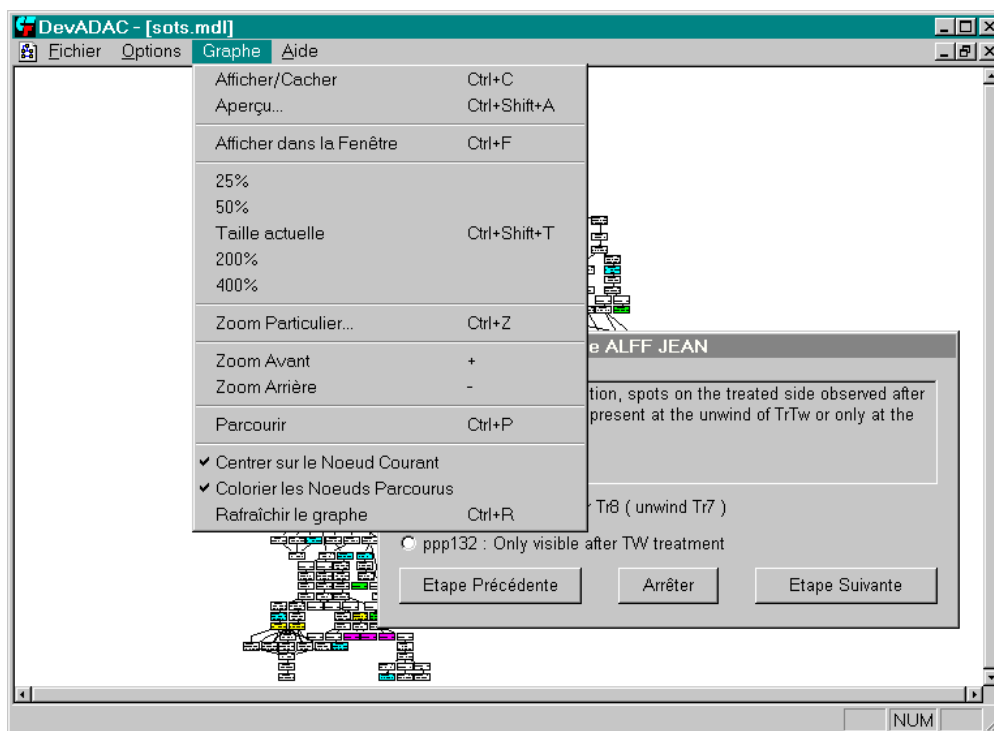 DevADAC - [sots.mdl]
Fichier Options Graphe Aide
Afficher/Cacher Ctrl+C
Aperçu... Ctrl+Shift+A
Afficher dans la Fenêtre Ctrl+F
25%
50%
Taille actuelle Ctrl+Shift+T
200%
400%
Zoom Particulier... Ctrl+Z
Zoom Avant +
Zoom Arrière -
Parcourir Ctrl+P
Centrer sur le Noeud Courant
Colorier les Noeuds Parcourus
Rafraîchir le graphe Ctrl+R
e ALFF JEAN
tion, spots on the treated side observed after
present at the unwind of TrTw or only at the
Tr8 ( unwind Tr7 )
ppp132 : Only visible after TW treatment
Etape Précédente Arrêter Etape Suivante
NUM